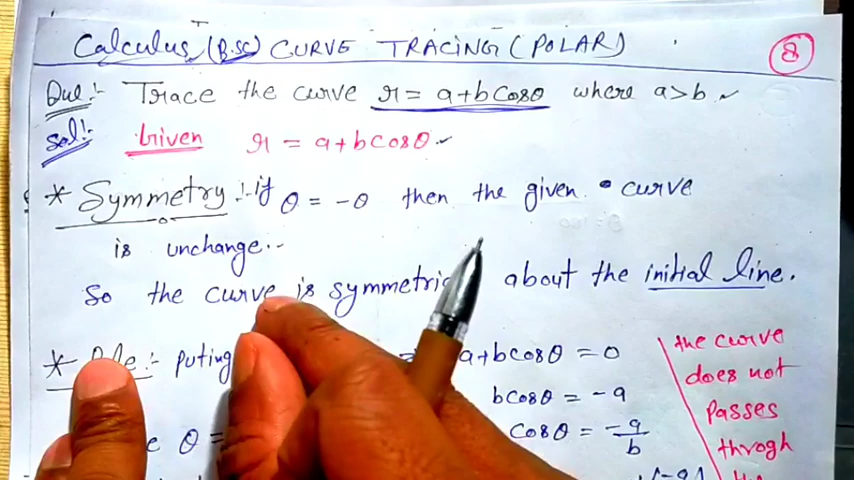 Calculus (B.SC) CURVE TRACING (POLAR)
8
Que:- Trace the curve r = a+bcosθ where a>b
Sol:- Given r = a+bcosθ
* Symmetry:- if θ = -θ then the given curve
is unchange.
So the curve is symmetric about the initial line.
* Pole:- puting a+bcosθ = 0
bcosθ = -a
cosθ = -a/b
θ =
the curve
does not
passes
throgh